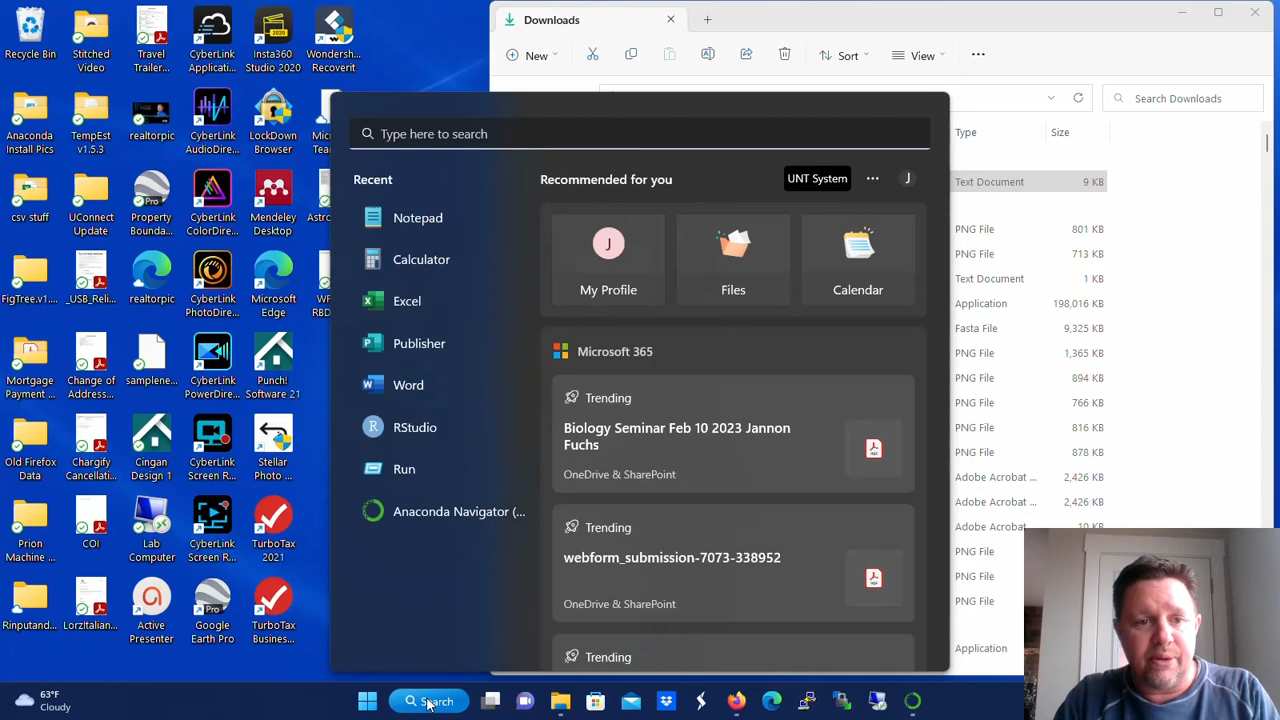 Recycle Bin
Stitched
Video
Travel
Trailer...
CyberLink
Applicati...
Insta360
Studio 2020
Wondersh...
Recoverit
Anaconda
Install Pics
TempEst
v1.5.3
realtorpic
CyberLink
AudioDire...
LockDown
Browser
csv stuff
UConnect
Update
Property
Bounda...
CyberLink
ColorDirec...
Mendeley
Desktop
FigTree.v1....
_USB_Reli...
realtorpic
CyberLink
PhotoDire...
Microsoft
Edge
Mortgage
Payment ...
Change of
Address...
samplene...
CyberLink
PowerDirec...
Punch!
Software 21
Old Firefox
Data
Chargify
Cancellati...
Cingan
Design 1
CyberLink
Screen R...
Stellar
Photo ...
Prion
Machine ...
COI
Lab
Computer
CyberLink
Screen R...
TurboTax
2021
Rinputand...
LorzItalian...
Active
Presenter
Google
Earth Pro
TurboTax
Business...
Downloads
New
Sort
View
Search Downloads
Type
Size
Text Document 9 KB
PNG File 801 KB
PNG File 713 KB
Text Document 279 KB
Application 198,016 KB
Fasta File 9,325 KB
PNG File 1,365 KB
PNG File 894 KB
PNG File 766 KB
PNG File 816 KB
PNG File 878 KB
Adobe Acrobat ... 2,426 KB
Adobe Acrobat ... 2,426 KB
Adobe Acrobat
PNG File
PNG File
PNG File
Application
Type here to search
Recent
Notepad
Calculator
Excel
Publisher
Word
RStudio
Run
Anaconda Navigator (...
Recommended for you
UNT System
J
J
My Profile
Files
Calendar
Microsoft 365
Trending
Biology Seminar Feb 10 2023 Jannon
Fuchs
OneDrive & SharePoint
Trending
webform_submission-7073-338952
OneDrive & SharePoint
Trending
63°F
Cloudy
Search